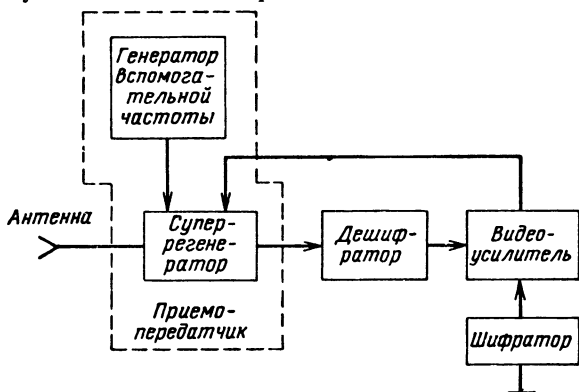 Генератор
вспомога-
тельной
частоты
Антенна
Супер-
регене-
ратор
Дешиф-
ратор
Видео-
усилитель
Приемо-
передатчик
Шифратор